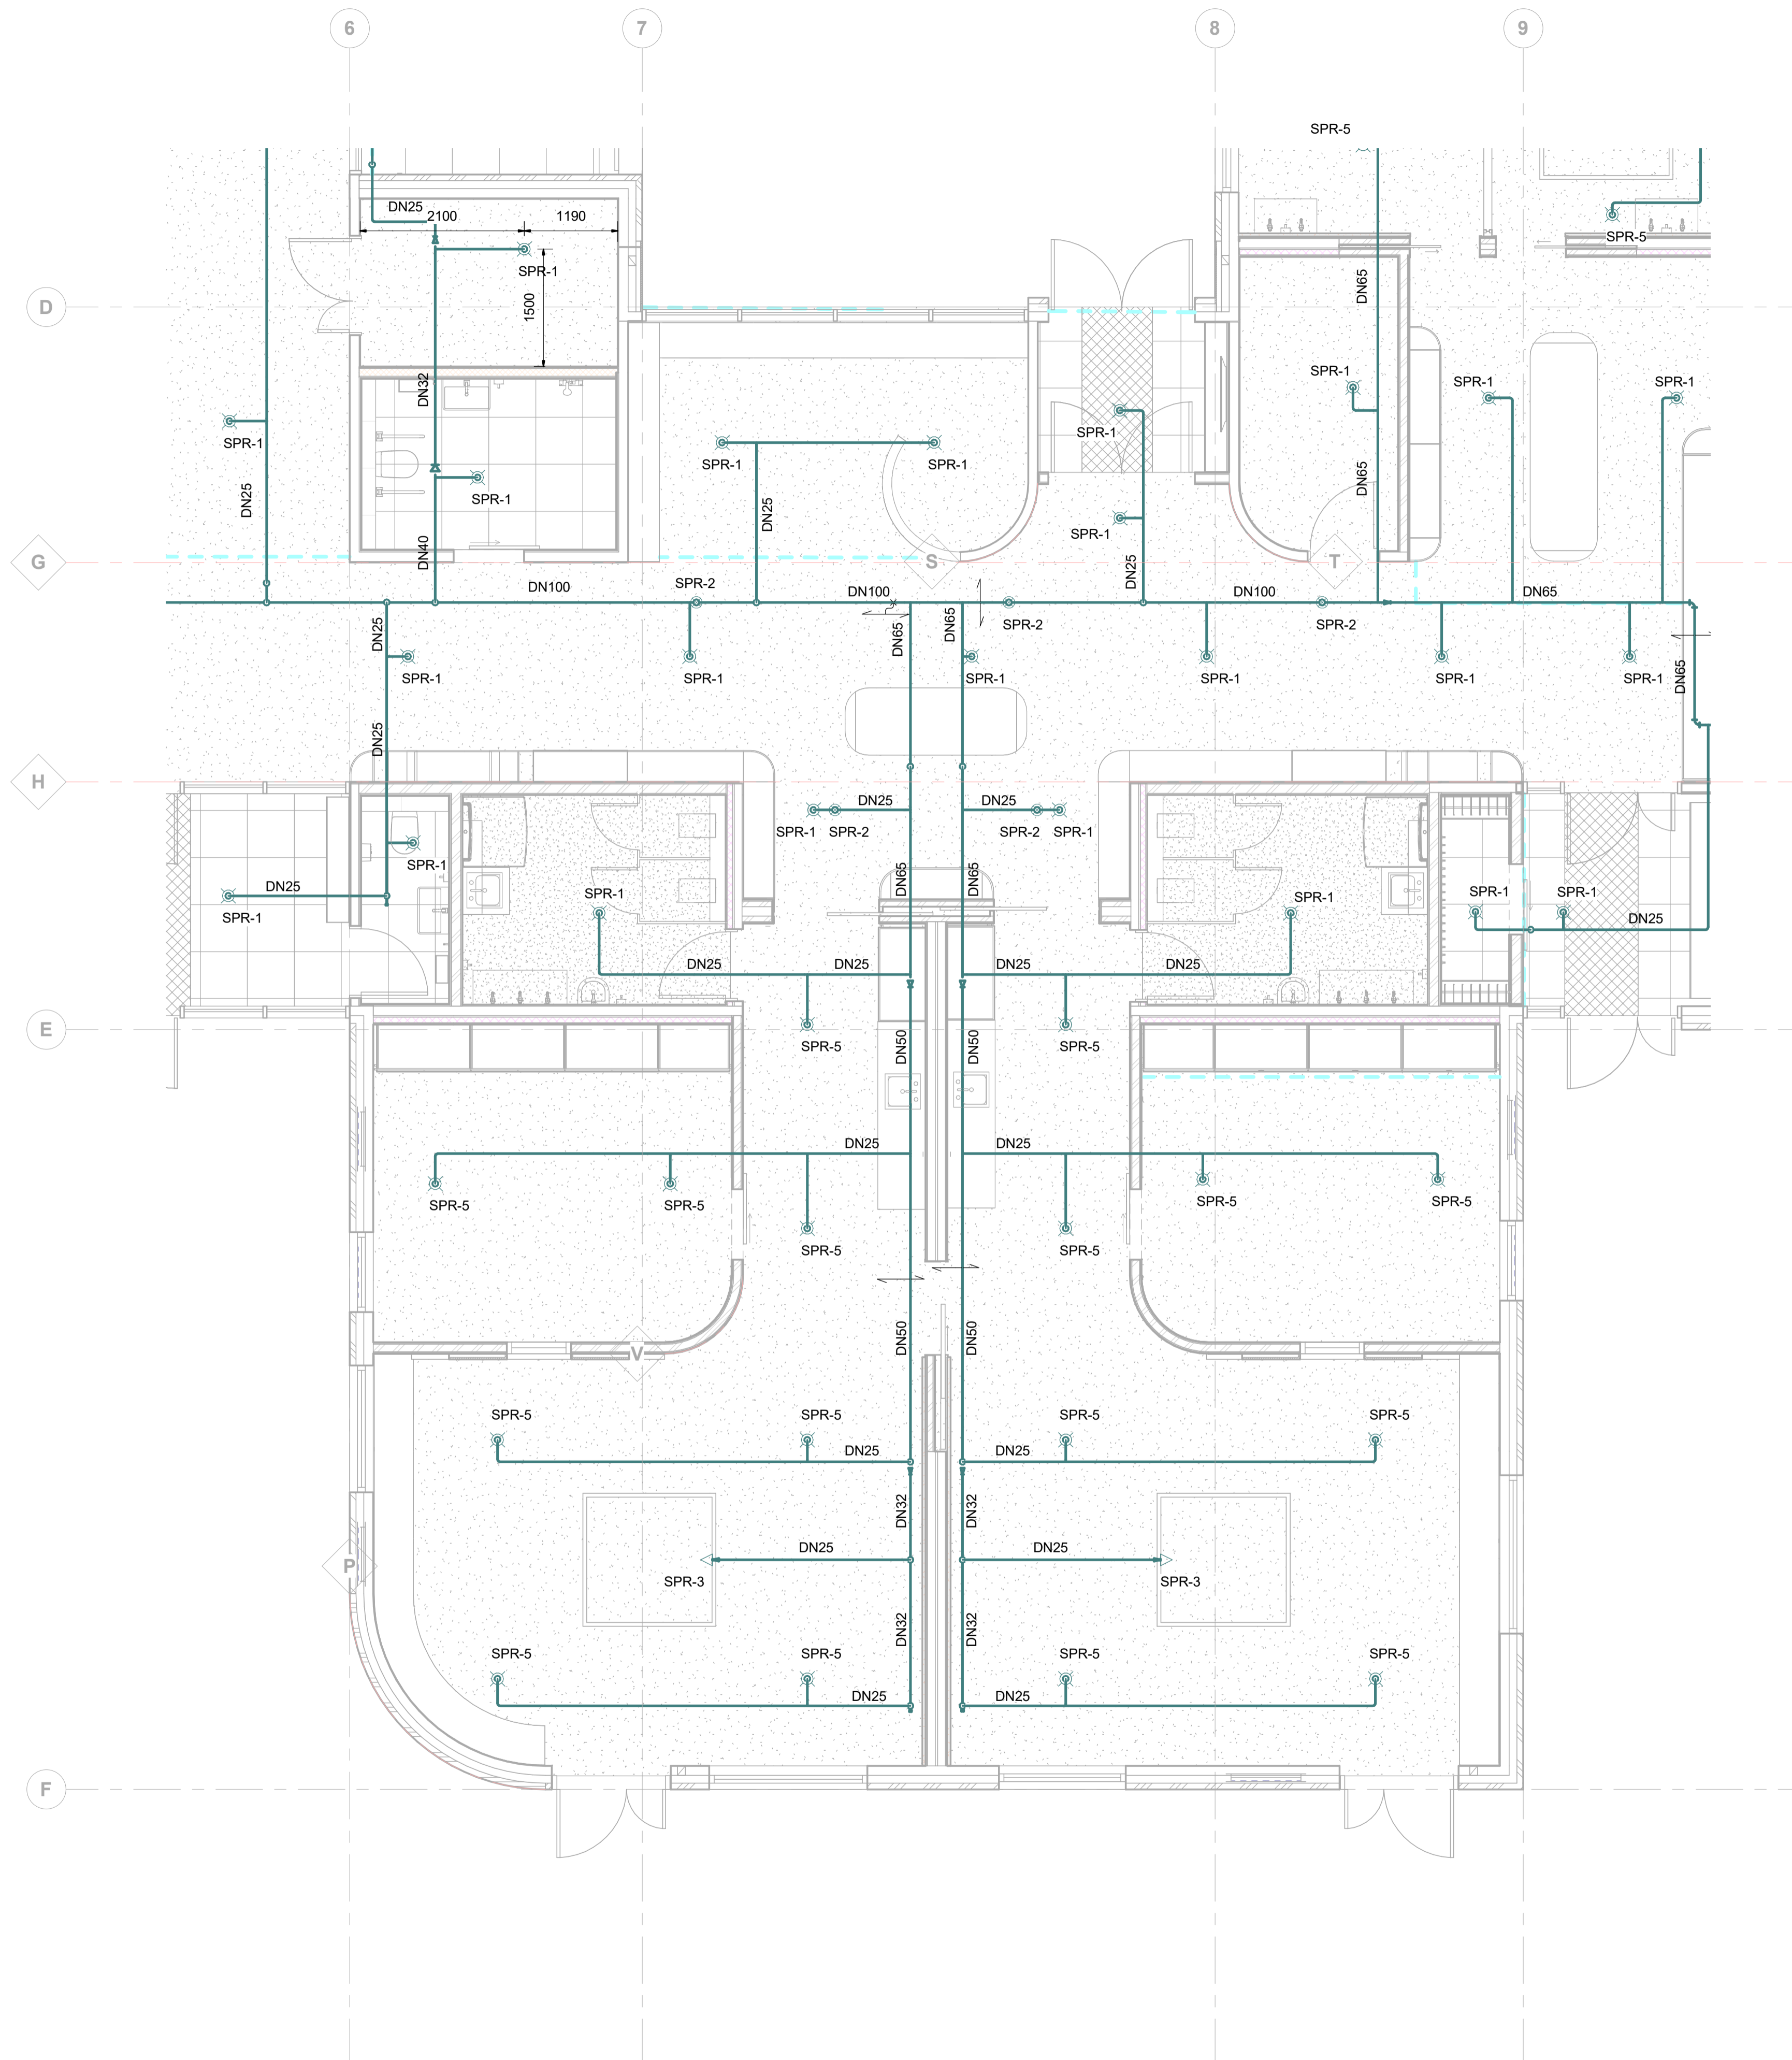 6 7 8 9
SPR-5
DN25
2100 1190
SPR-5
SPR-1
DN65
D
1500
SPR-1 SPR-1 SPR-1
DN32
SPR-1
SPR-1
SPR-1 SPR-1
DN65
SPR-1
DN25
DN25
SPR-1
DN40
DN25
G S T
DN100 SPR-2 DN100 DN100 DN65
DN25
DN65
DN65
SPR-2 SPR-2
SPR-1 SPR-1 SPR-1 SPR-1 SPR-1 SPR-1
DN65
DN25
H
DN25 DN25
SPR-1 SPR-2 SPR-2 SPR-1
SPR-1
DN65
DN65
DN25
SPR-1 SPR-1 SPR-1 SPR-1 SPR-1
DN25
DN25 DN25 DN25 DN25
E
DN50
DN50
SPR-5 SPR-5
DN25 DN25
SPR-5 SPR-5 SPR-5 SPR-5
SPR-5 SPR-5
V
DN50
DN50
SPR-5 SPR-5 SPR-5 SPR-5
DN25 DN25
DN32
DN32
DN25 DN25
P
SPR-3 SPR-3
DN32
DN32
SPR-5 SPR-5 SPR-5 SPR-5
DN25 DN25
F